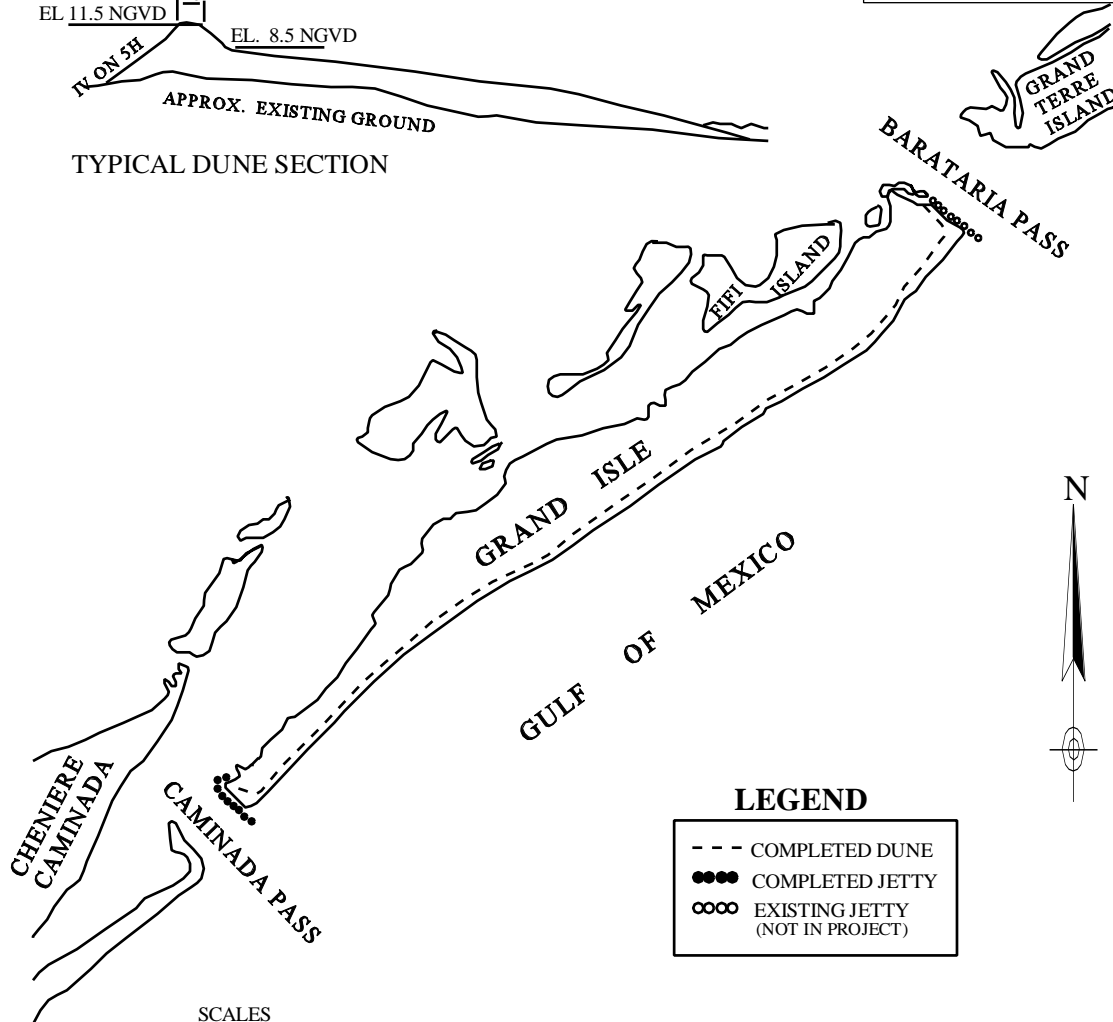 EL 11.5 NGVD
EL. 8.5 NGVD
IV ON 5H
APPROX. EXISTING GROUND
TYPICAL DUNE SECTION
GRAND
TERRE
ISLAND
BARATARIA PASS
FIFI ISLAND
GRAND ISLE
GULF OF MEXICO
N
CHENIERE
CAMINADA
CAMINADA PASS
LEGEND
COMPLETED DUNE
COMPLETED JETTY
EXISTING JETTY
(NOT IN PROJECT)
SCALES